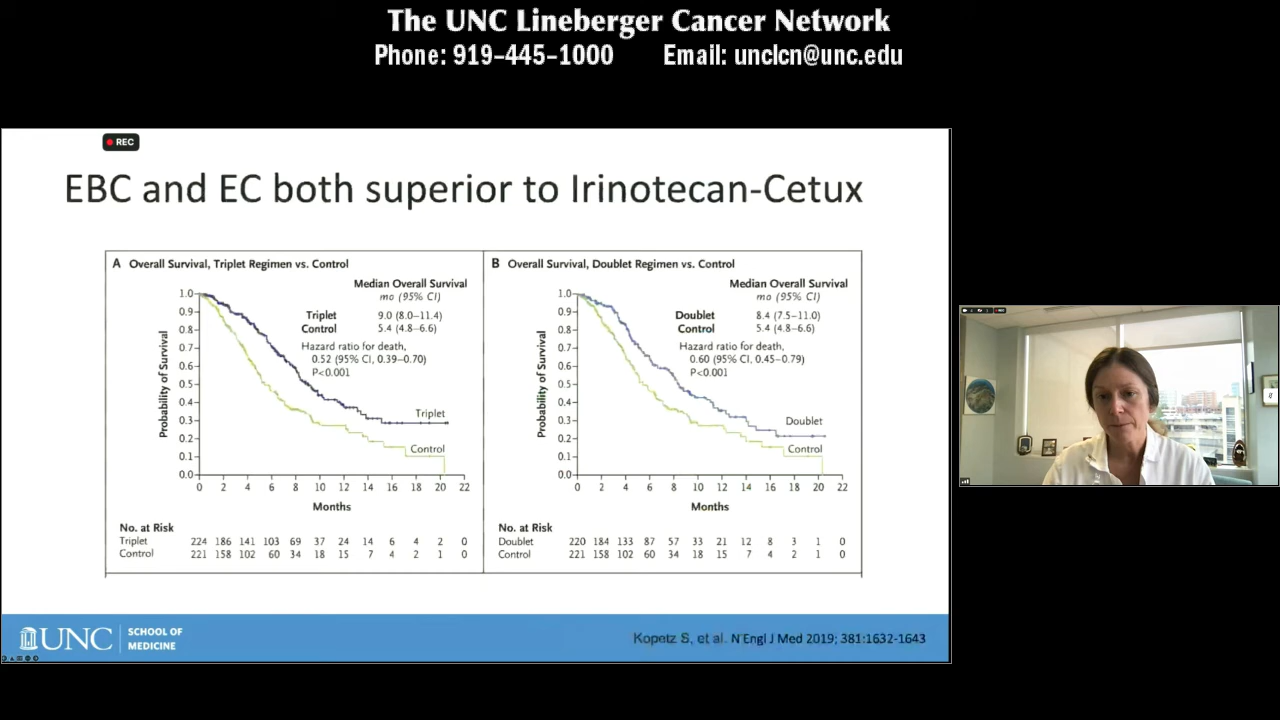 The UNC Lineberger Cancer Network
Phone: 919-445-1000 Email: unclcn@unc.edu
REC
EBC and EC both superior to Irinotecan-Cetux
A Overall Survival, Triplet Regimen vs. Control
Median Overall Survival
mo (95% CI)
Triplet 9.0 (8.0–11.4)
Control 5.4 (4.8–6.6)
Hazard ratio for death,
0.52 (95% CI, 0.39–0.70)
P<0.001
Probability of Survival
1.0
0.9
0.8
0.7
0.6
0.5
0.4
0.3
0.2
0.1
0.0
Triplet
Control
0 2 4 6 8 10 12 14 16 18 20 22
Months
No. at Risk
Triplet 224 186 141 103 69 37 24 14 6 4 2 0
Control 221 158 102 60 34 18 15 7 4 2 1 0
B Overall Survival, Doublet Regimen vs. Control
Median Overall Survival
mo (95% CI)
Doublet 8.4 (7.5–11.0)
Control 5.4 (4.8–6.6)
Hazard ratio for death,
0.60 (95% CI, 0.45–0.79)
P<0.001
Probability of Survival
1.0
0.9
0.8
0.7
0.6
0.5
0.4
0.3
0.2
0.1
0.0
Doublet
Control
0 2 4 6 8 10 12 14 16 18 20 22
Months
No. at Risk
Doublet 220 184 133 87 57 33 21 12 8 3 1 0
Control 221 158 102 60 34 18 15 7 4 2 1 0
UNC
SCHOOL OF
MEDICINE
Kopetz S, et al. N Engl J Med 2019; 381:1632-1643